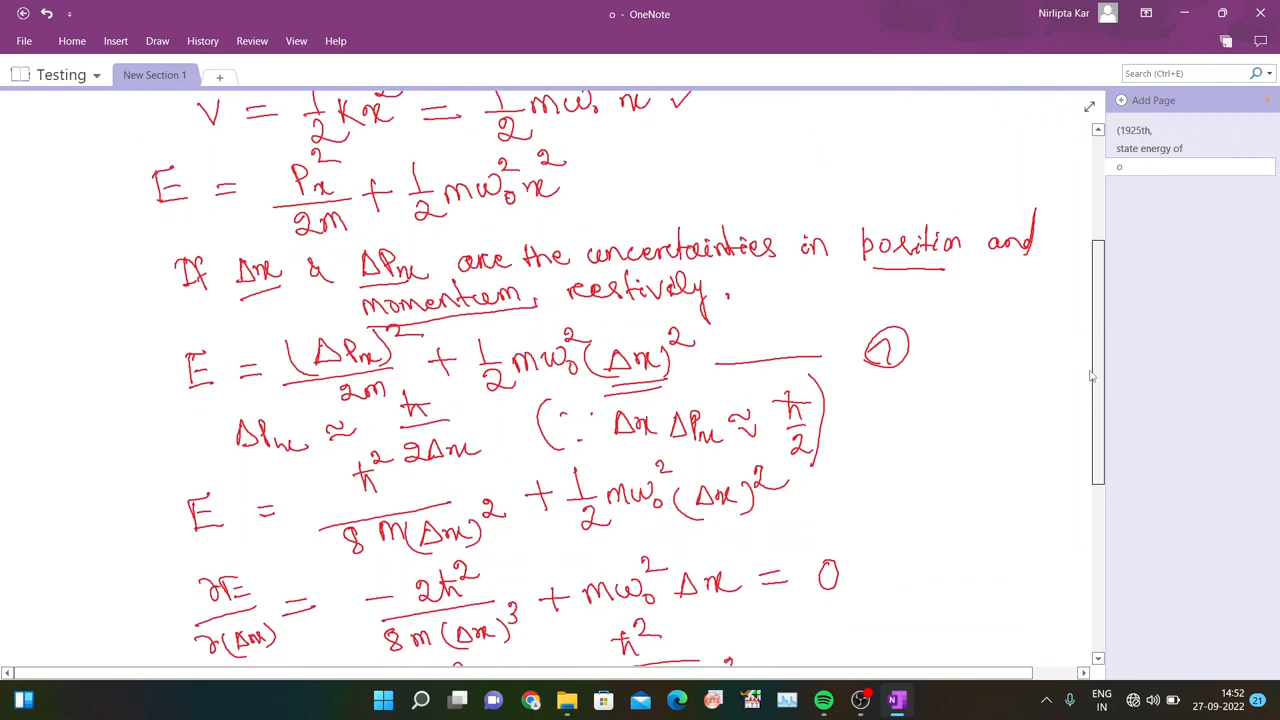 o - OneNote
Nirlipta Kar
File Home Insert Draw History Review View Help
Testing
New Section 1
Search (Ctrl+E)
Add Page
(1925th,
state energy of
o
V = 1/2 Kx² = 1/2 mω₀ x
E = Pₓ²/2m + 1/2 mω₀² x²
If Δx & ΔPₓ are the uncertainties in position and
momentum, restively.
E = (ΔPₓ)²/2m + 1/2 mω₀² (Δx)² ——— 1
ΔPₓ ≈ ħ/2Δx (∵ Δx ΔPₓ ≈ ħ/2)
E = ħ²/8m(Δx)² + 1/2 mω₀² (Δx)²
∂E/∂(Δx) = -2ħ²/8m(Δx)³ + mω₀² Δx = 0
ħ²
ENG
IN
14:52
27-09-2022
21